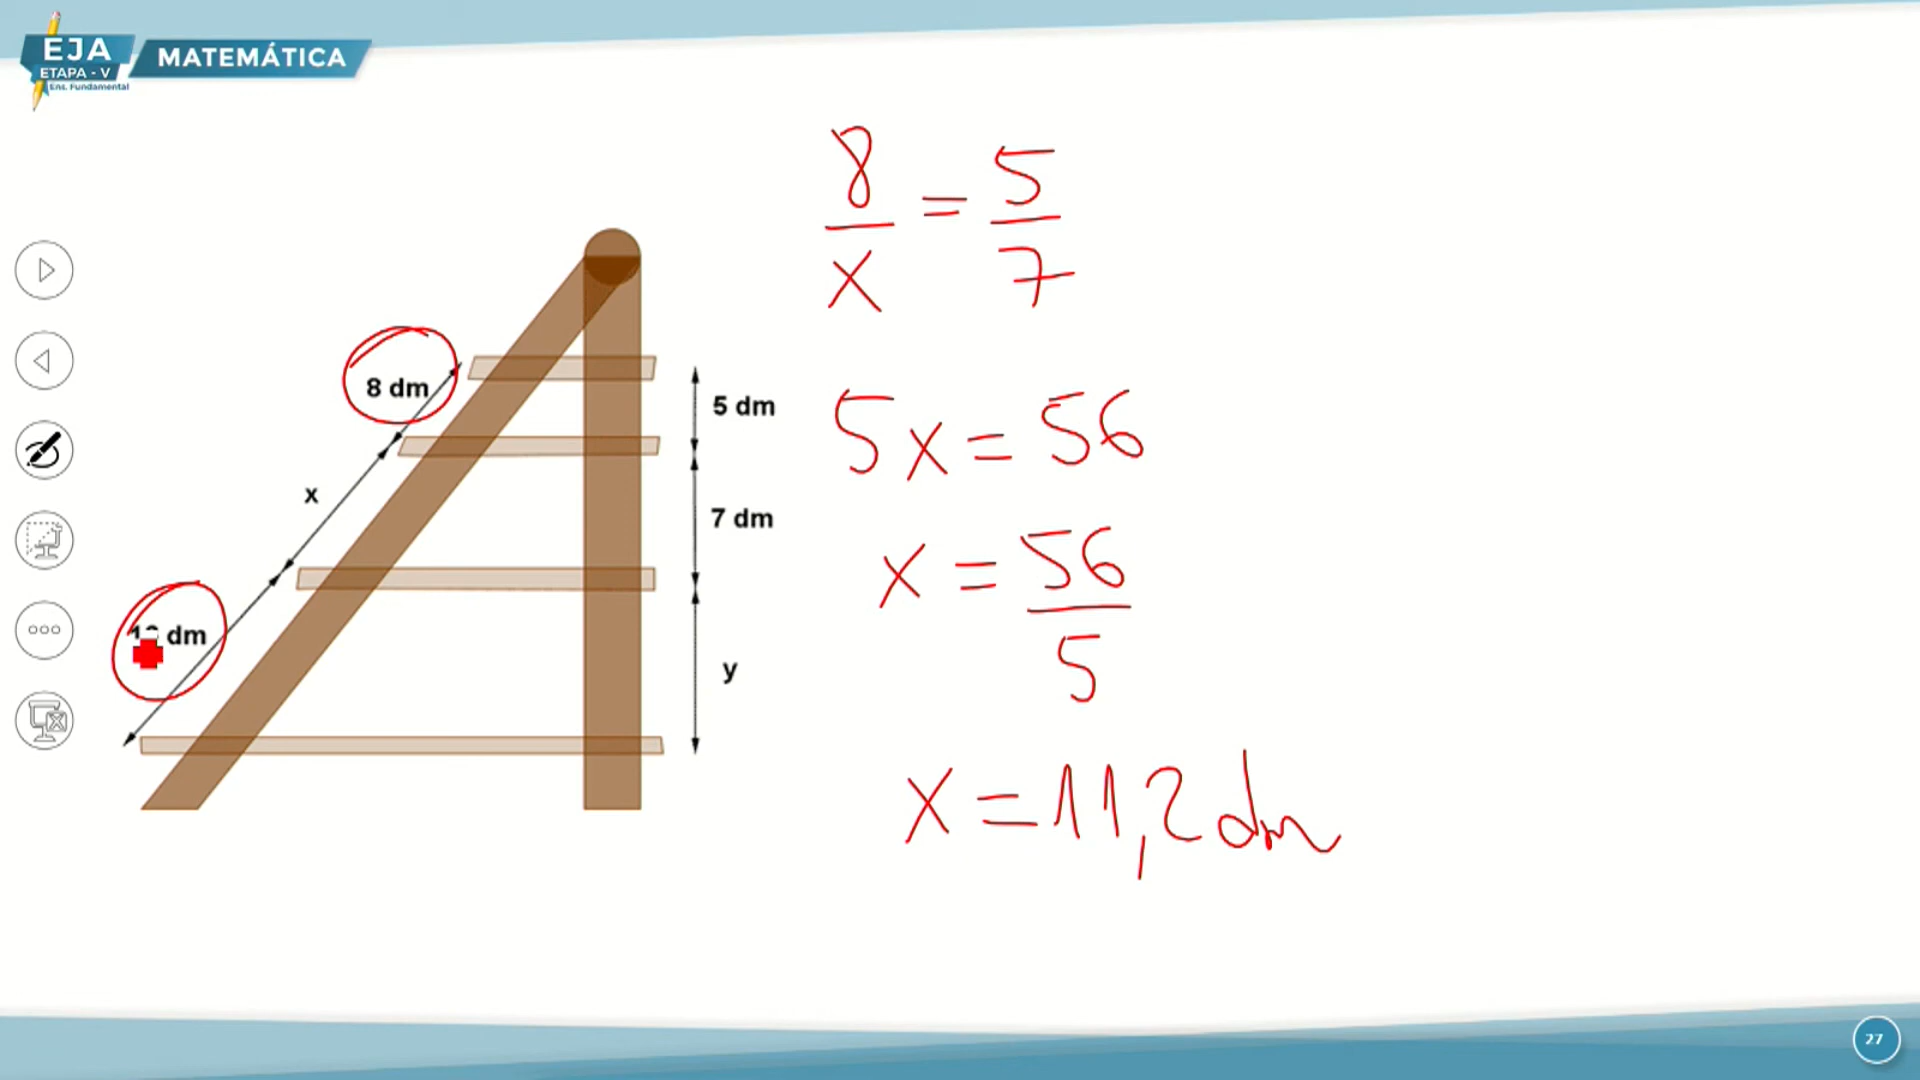 EJA
ETAPA - V
Ens. Fundamental
MATEMÁTICA
8 dm
x
dm
5 dm
7 dm
y
8/x = 5/7
5x = 56
x = 56/5
x = 11,2 dm
27